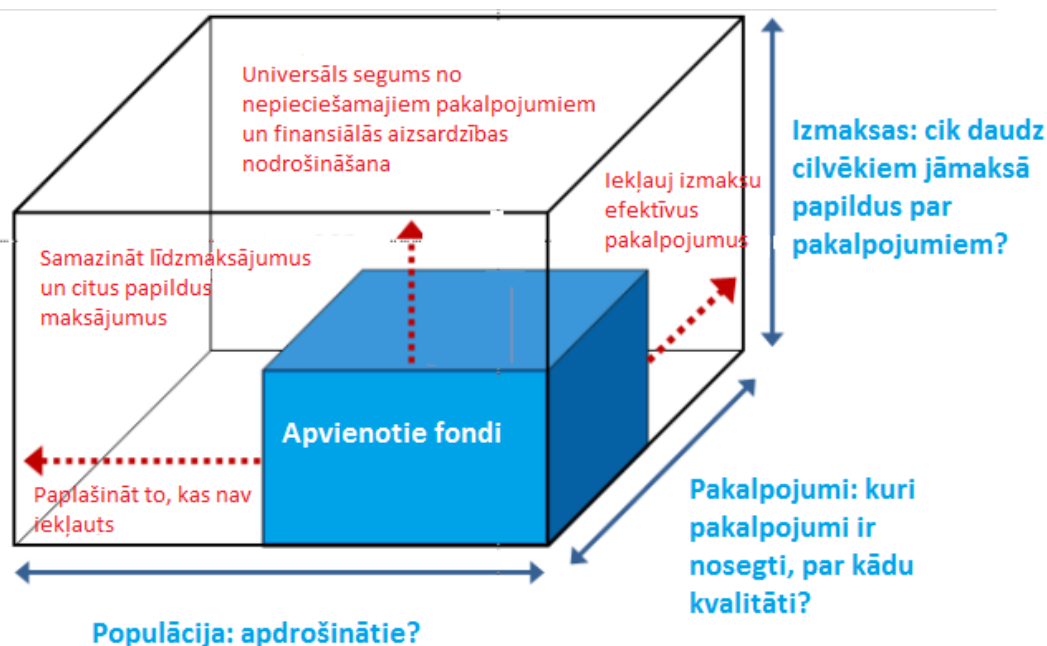 Universāls segums no
nepieciešamajiem pakalpojumiem
un finansiālās aizsardzības
nodrošināšana
Izmaksas: cik daudz
cilvēkiem jāmaksā
papildus par
pakalpojumiem?
Iekļauj izmaksu
efektīvus
pakalpojumus
Samazināt līdzmaksājumus
un citus papildus
maksājumus
Apvienotie fondi
Paplašināt to, kas nav
iekļauts
Pakalpojumi: kuri
pakalpojumi ir
nosegti, par kādu
kvalitāti?
Populācija: apdrošinātie?